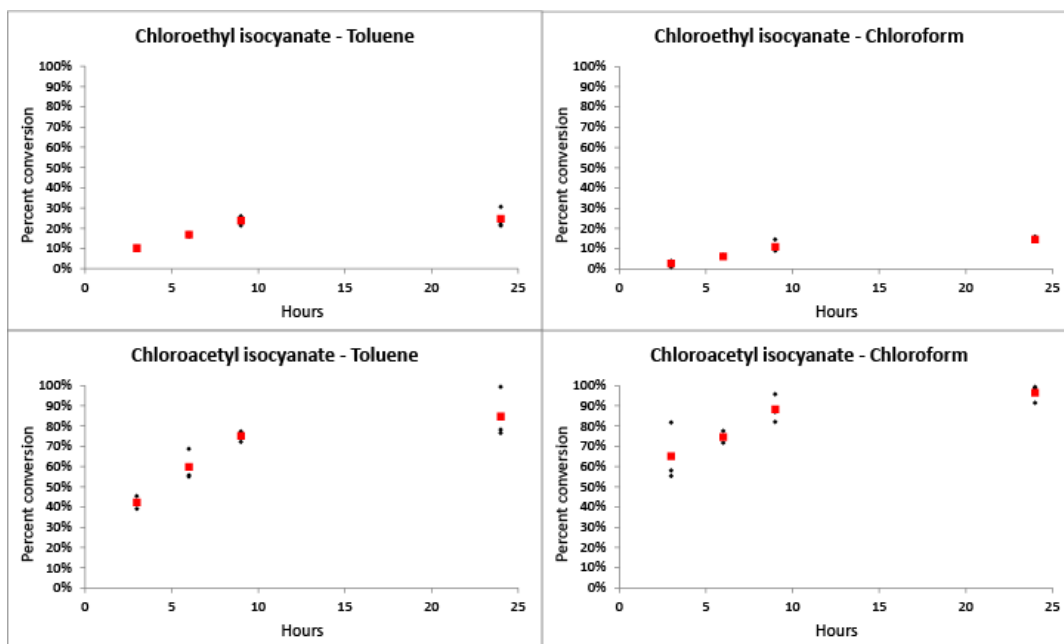 Chloroethyl isocyanate - Toluene
Percent conversion
100%
90%
80%
70%
60%
50%
40%
30%
20%
10%
0%
0 5 10 15 20 25
Hours
Chloroethyl isocyanate - Chloroform
Percent conversion
100%
90%
80%
70%
60%
50%
40%
30%
20%
10%
0%
0 5 10 15 20 25
Hours
Chloroacetyl isocyanate - Toluene
Percent conversion
100%
90%
80%
70%
60%
50%
40%
30%
20%
10%
0%
0 5 10 15 20 25
Hours
Chloroacetyl isocyanate - Chloroform
Percent conversion
100%
90%
80%
70%
60%
50%
40%
30%
20%
10%
0%
0 5 10 15 20 25
Hours